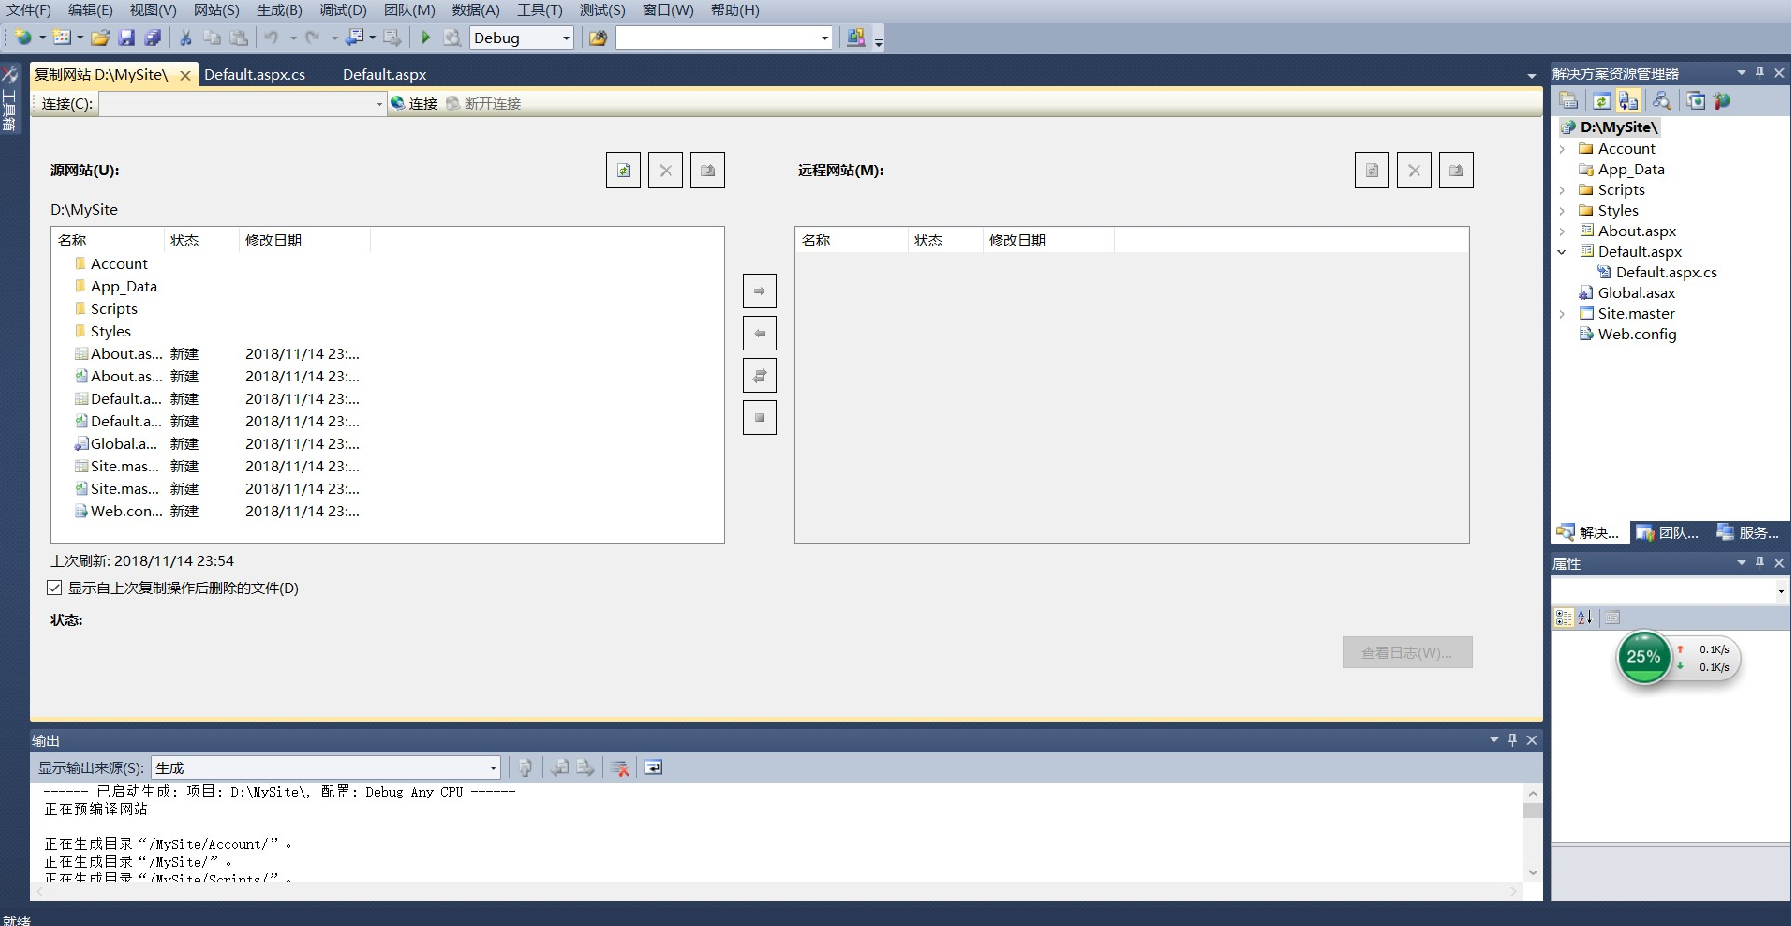 文件(F) 编辑(E) 视图(V) 网站(S) 生成(B) 调试(D) 团队(M) 数据(A) 工具(T) 测试(S) 窗口(W) 帮助(H)
Debug
工具箱
复制网站 D:\MySite\ Default.aspx.cs Default.aspx
连接(C): 连接 断开连接
源网站(U):
D:\MySite
名称 状态 修改日期
Account
App_Data
Scripts
Styles
About.as... 新建 2018/11/14 23:...
About.as... 新建 2018/11/14 23:...
Default.a... 新建 2018/11/14 23:...
Default.a... 新建 2018/11/14 23:...
Global.a... 新建 2018/11/14 23:...
Site.mas... 新建 2018/11/14 23:...
Site.mas... 新建 2018/11/14 23:...
Web.con... 新建 2018/11/14 23:...
上次刷新: 2018/11/14 23:54
显示自上次复制操作后删除的文件(D)
状态:
远程网站(M):
名称 状态 修改日期
查看日志(W)...
解决方案资源管理器
D:\MySite\
Account
App_Data
Scripts
Styles
About.aspx
Default.aspx
Default.aspx.cs
Global.asax
Site.master
Web.config
解决... 团队... 服务...
属性
25% 0.1K/s
0.1K/s
输出
显示输出来源(S): 生成
------ 已启动生成: 项目: D:\MySite\, 配置: Debug Any CPU ------
正在预编译网站
正在生成目录“/MySite/Account/”。
正在生成目录“/MySite/”。
正在生成目录“/MySite/Scripts/”。
就绪